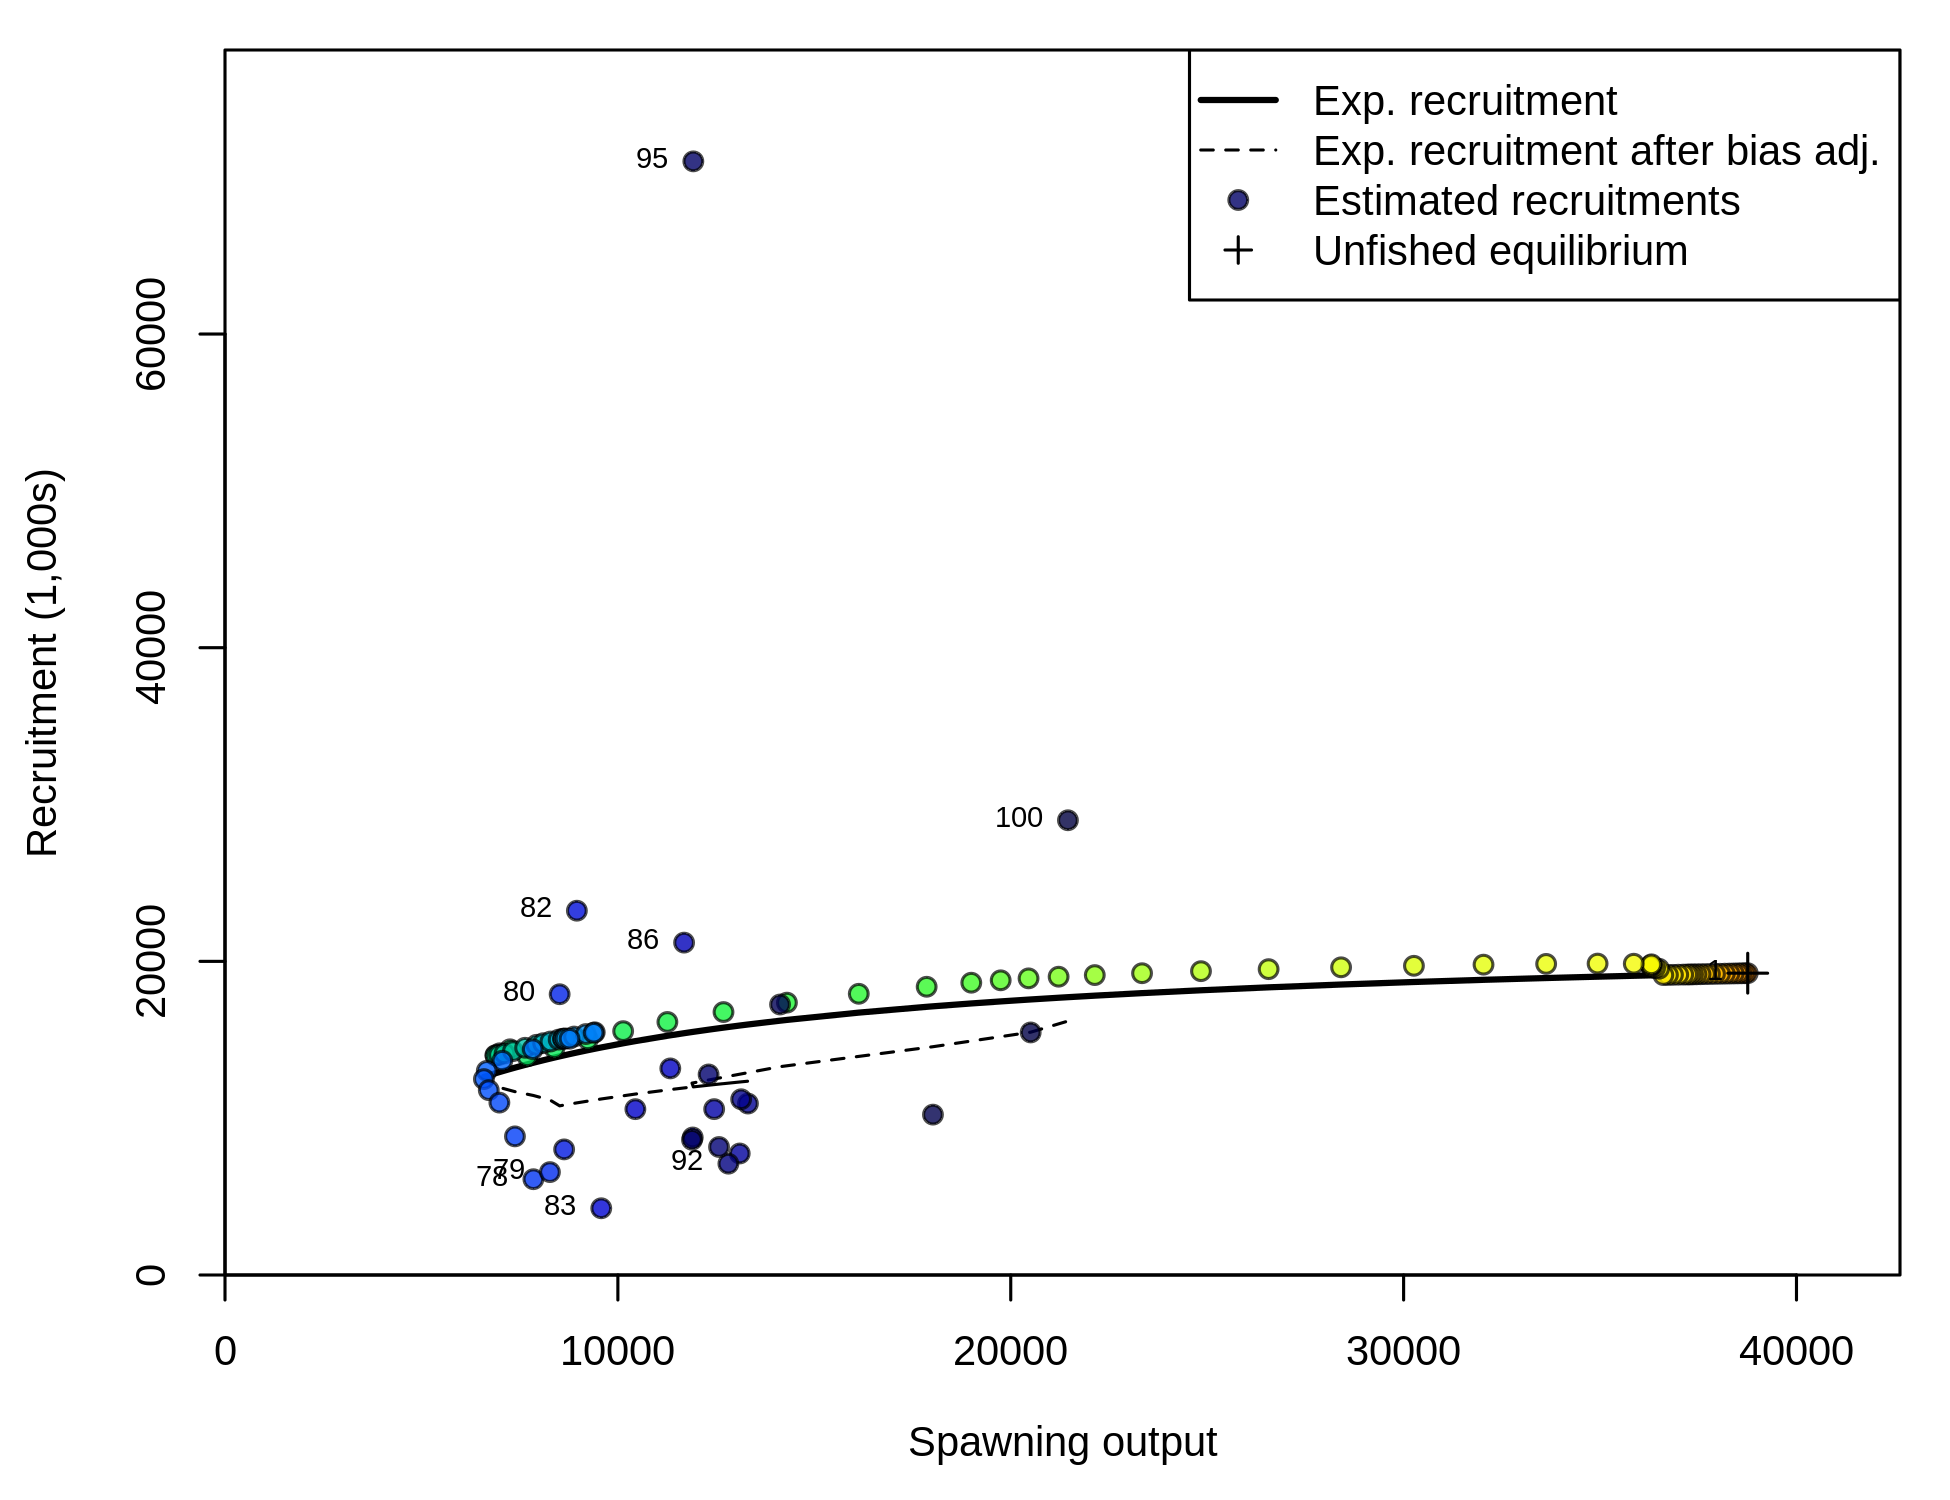 Exp. recruitment
Exp. recruitment after bias adj.
Estimated recruitments
Unfished equilibrium
95
100
82
86
80
1
92
79
78
83
Recruitment (1,000s)
60000
40000
20000
0
0 10000 20000 30000 40000
Spawning output